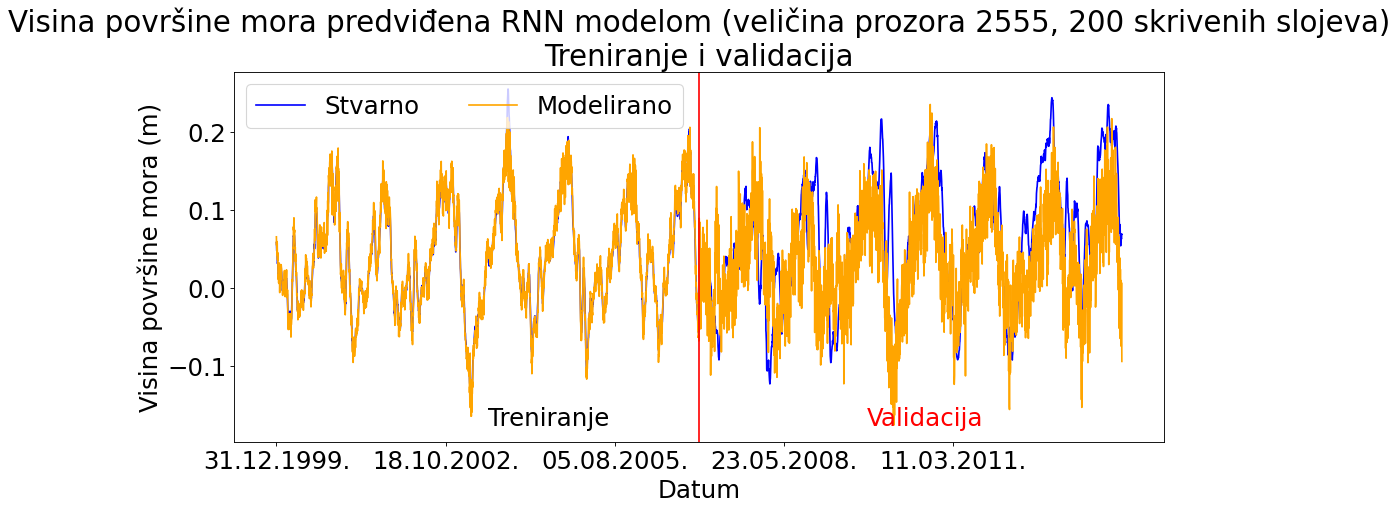 Visina površine mora predviđena RNN modelom (veličina prozora 2555, 200 skrivenih slojeva)
Treniranje i validacija
Stvarno
Modelirano
Visina površine mora (m)
0.2
0.1
0.0
−0.1
Treniranje
Validacija
31.12.1999.
18.10.2002.
05.08.2005.
23.05.2008.
11.03.2011.
Datum